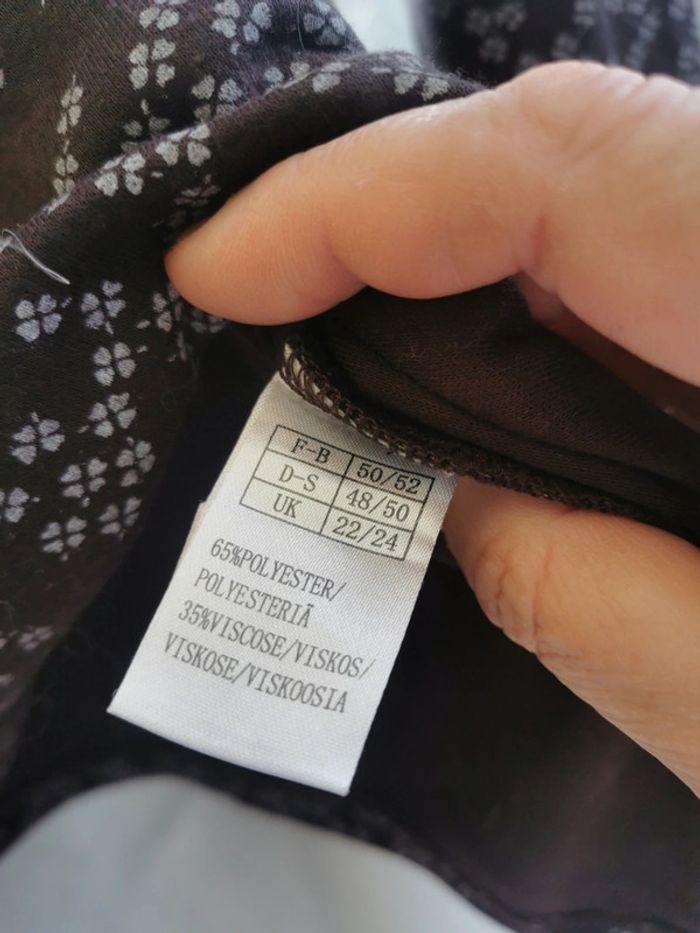 F-B 50/52
D-S 48/50
UK 22/24
65%POLYESTER/
POLYESTERIÄ
35%VISCOSE/VISKOS/
VISKOSE/VISKOOSIA